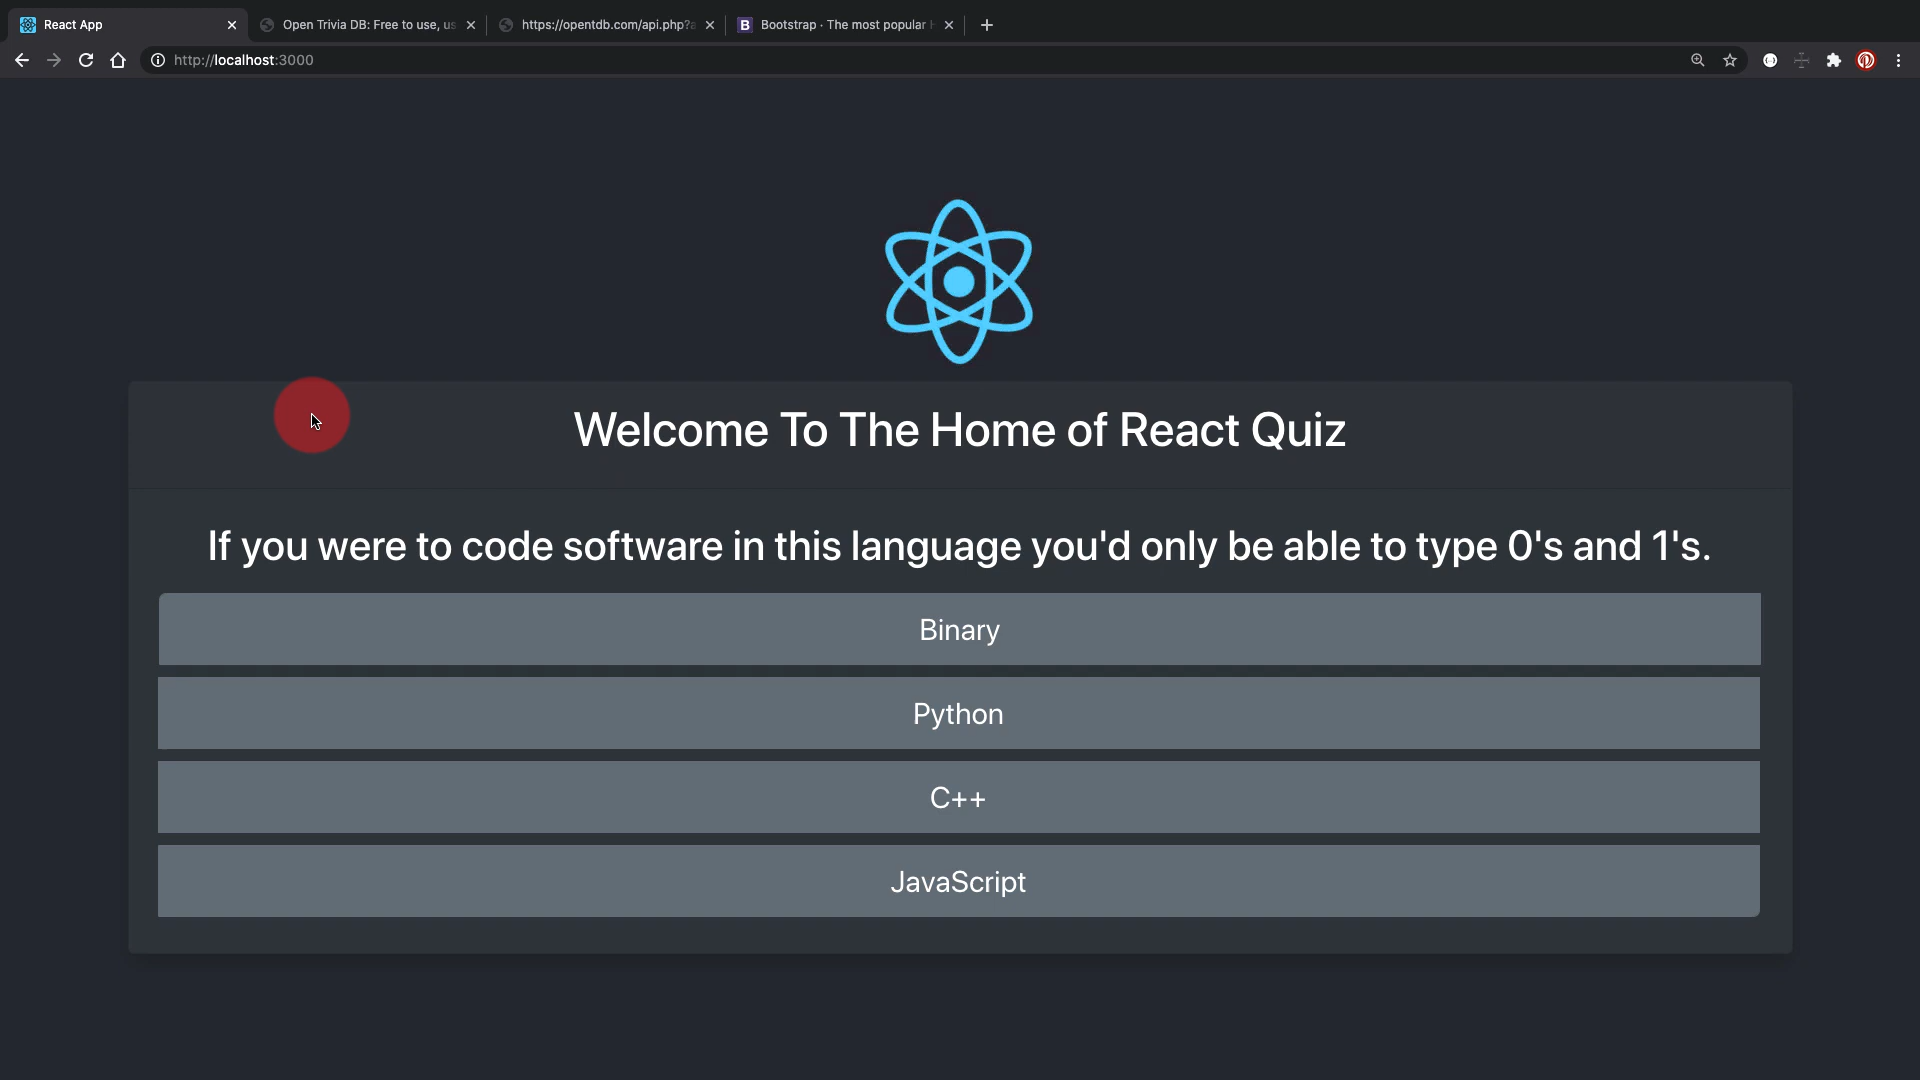 React App
Open Trivia DB: Free to use, us
https://opentdb.com/api.php?a
B Bootstrap · The most popular H
http://localhost:3000
Welcome To The Home of React Quiz
If you were to code software in this language you'd only be able to type 0's and 1's.
Binary
Python
C++
JavaScript